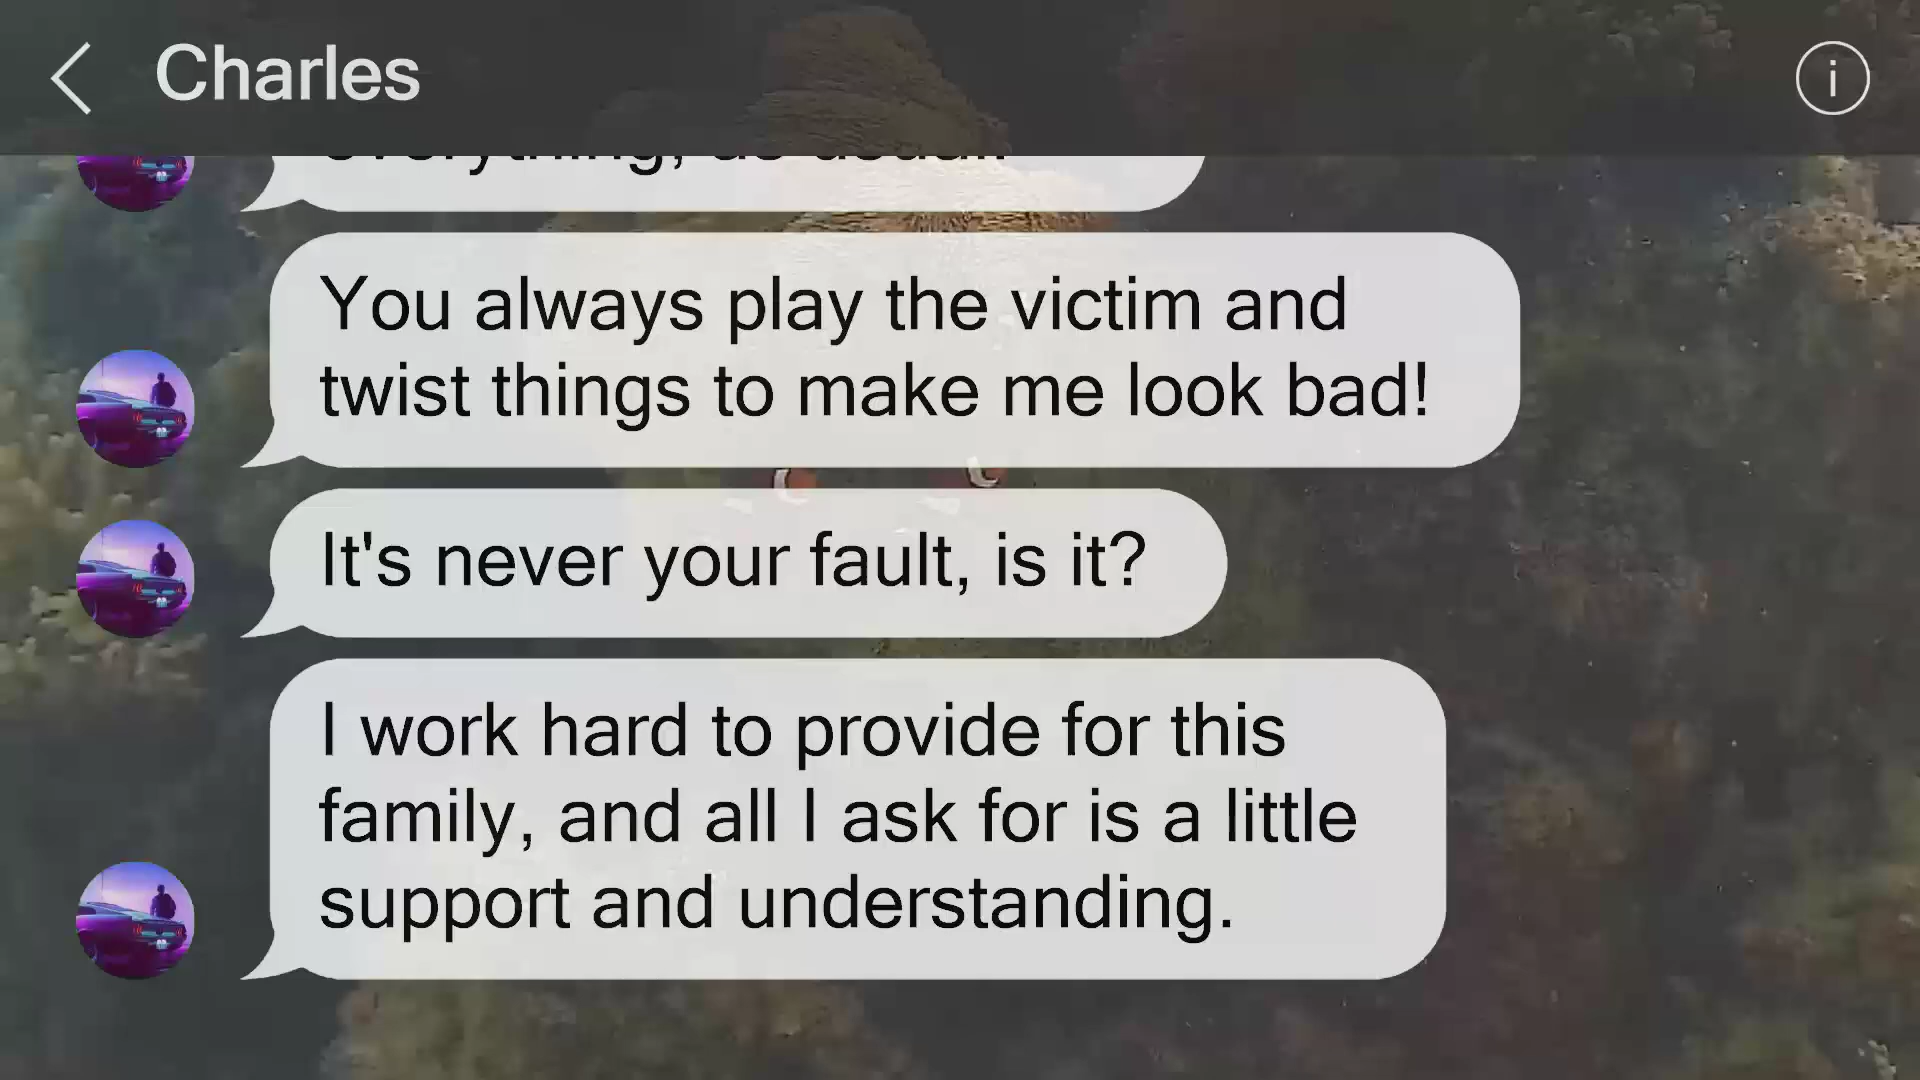 Charles
You always play the victim and
twist things to make me look bad!
It's never your fault, is it?
I work hard to provide for this
family, and all I ask for is a little
support and understanding.